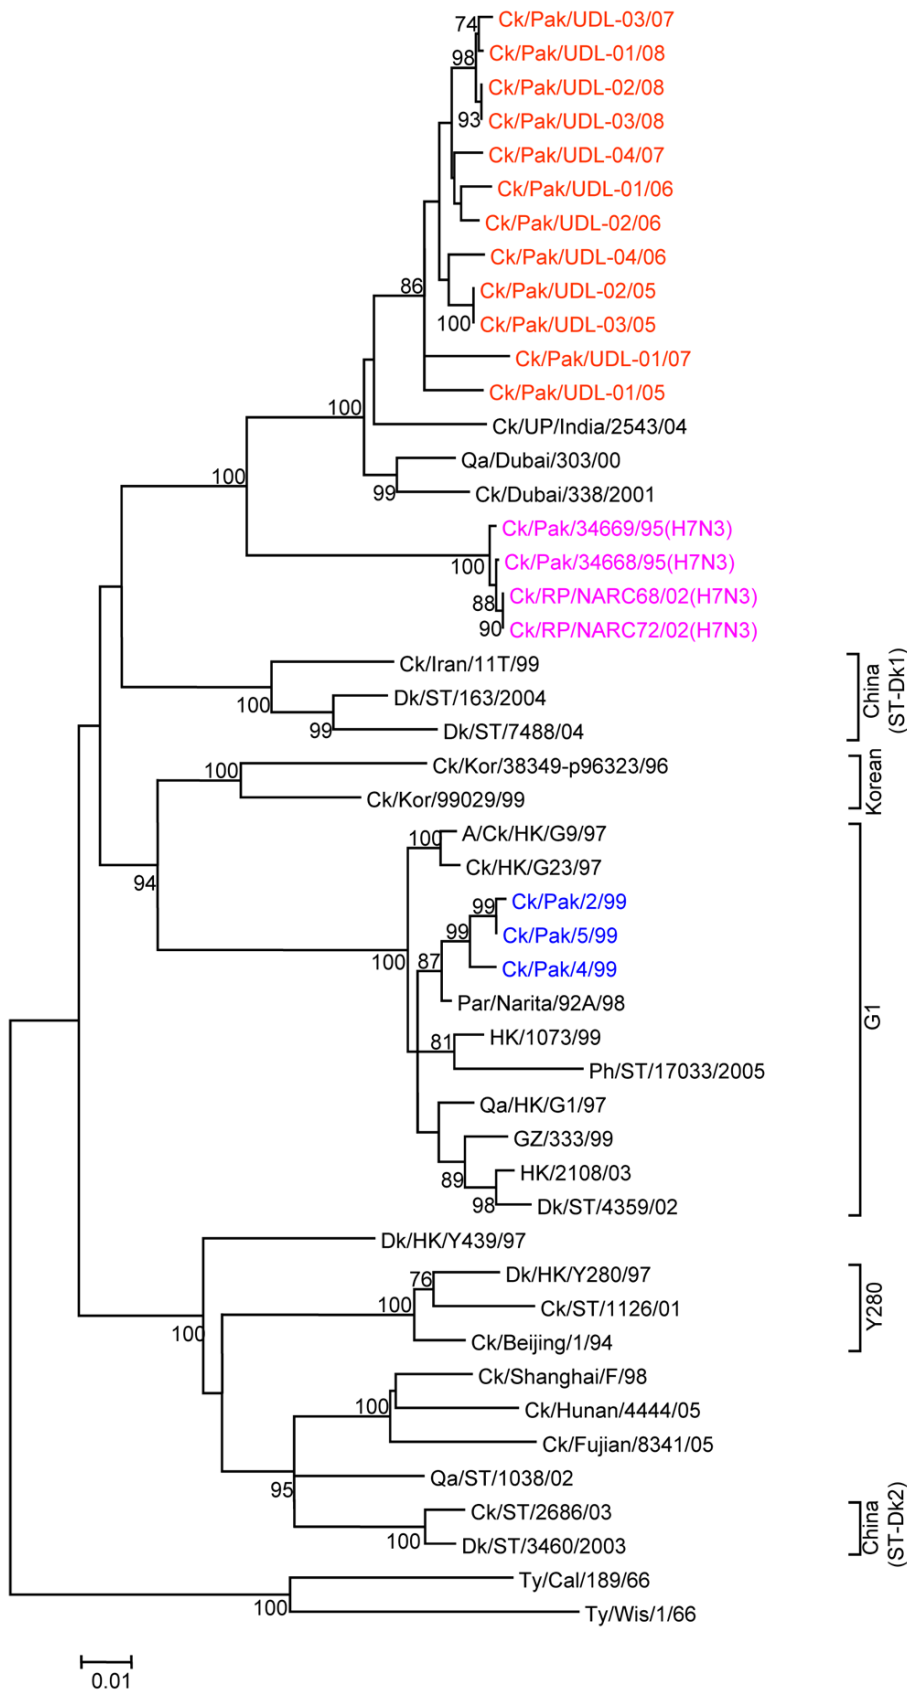 74
Ck/Pak/UDL-03/07
98
Ck/Pak/UDL-01/08
Ck/Pak/UDL-02/08
93
Ck/Pak/UDL-03/08
Ck/Pak/UDL-04/07
Ck/Pak/UDL-01/06
Ck/Pak/UDL-02/06
Ck/Pak/UDL-04/06
86
Ck/Pak/UDL-02/05
100
Ck/Pak/UDL-03/05
Ck/Pak/UDL-01/07
Ck/Pak/UDL-01/05
100
Ck/UP/India/2543/04
Qa/Dubai/303/00
100
99
Ck/Dubai/338/2001
Ck/Pak/34669/95(H7N3)
100
Ck/Pak/34668/95(H7N3)
88
Ck/RP/NARC68/02(H7N3)
90
Ck/RP/NARC72/02(H7N3)
Ck/Iran/11T/99
100
Dk/ST/163/2004
99
Dk/ST/7488/04
China
(ST-Dk1)
100
Ck/Kor/38349-p96323/96
Ck/Kor/99029/99
Korean
100
A/Ck/HK/G9/97
Ck/HK/G23/97
94
99
Ck/Pak/2/99
99
Ck/Pak/5/99
100
87
Ck/Pak/4/99
Par/Narita/92A/98
81
HK/1073/99
Ph/ST/17033/2005
Qa/HK/G1/97
GZ/333/99
89
HK/2108/03
98
Dk/ST/4359/02
G1
Dk/HK/Y439/97
76
Dk/HK/Y280/97
100
Ck/ST/1126/01
100
Ck/Beijing/1/94
Y280
Ck/Shanghai/F/98
100
Ck/Hunan/4444/05
Ck/Fujian/8341/05
Qa/ST/1038/02
95
Ck/ST/2686/03
100
Dk/ST/3460/2003
China
(ST-Dk2)
Ty/Cal/189/66
100
Ty/Wis/1/66
0.01